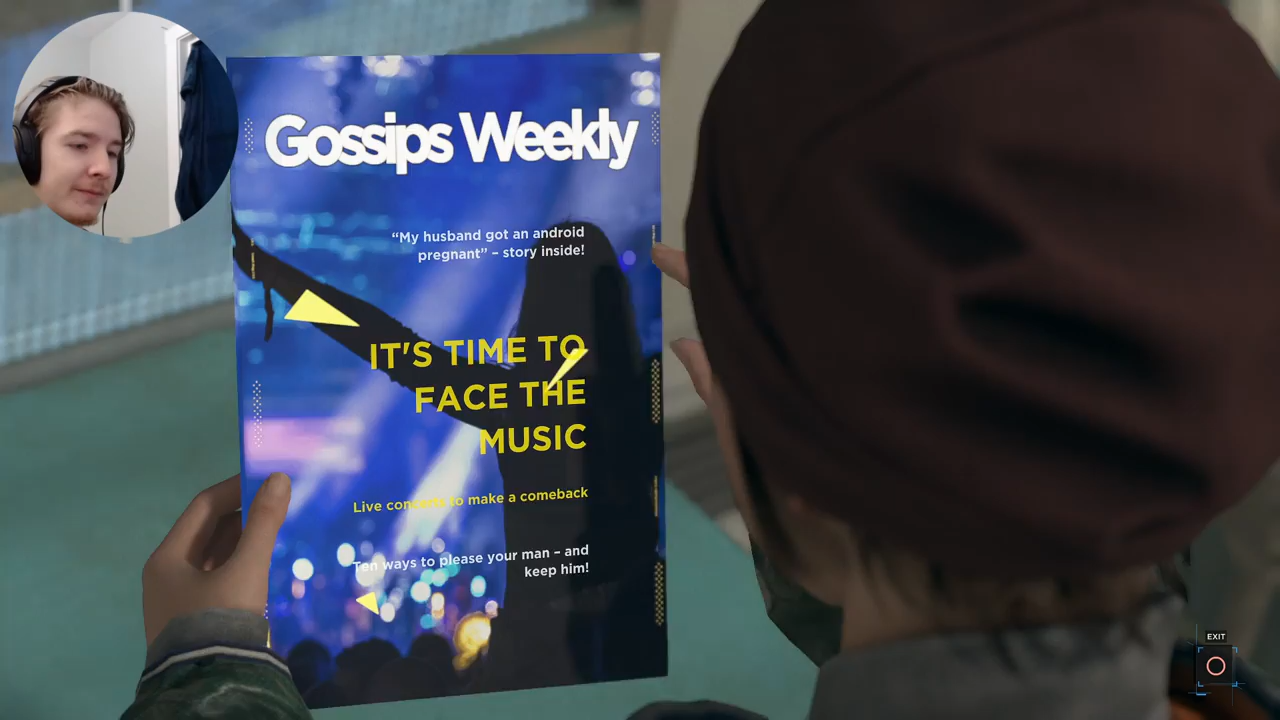 Gossips Weekly
“My husband got an android
pregnant” – story inside!
IT'S TIME TO
FACE THE
MUSIC
Live concerts to make a comeback
Ten ways to please your man – and
keep him!
EXIT